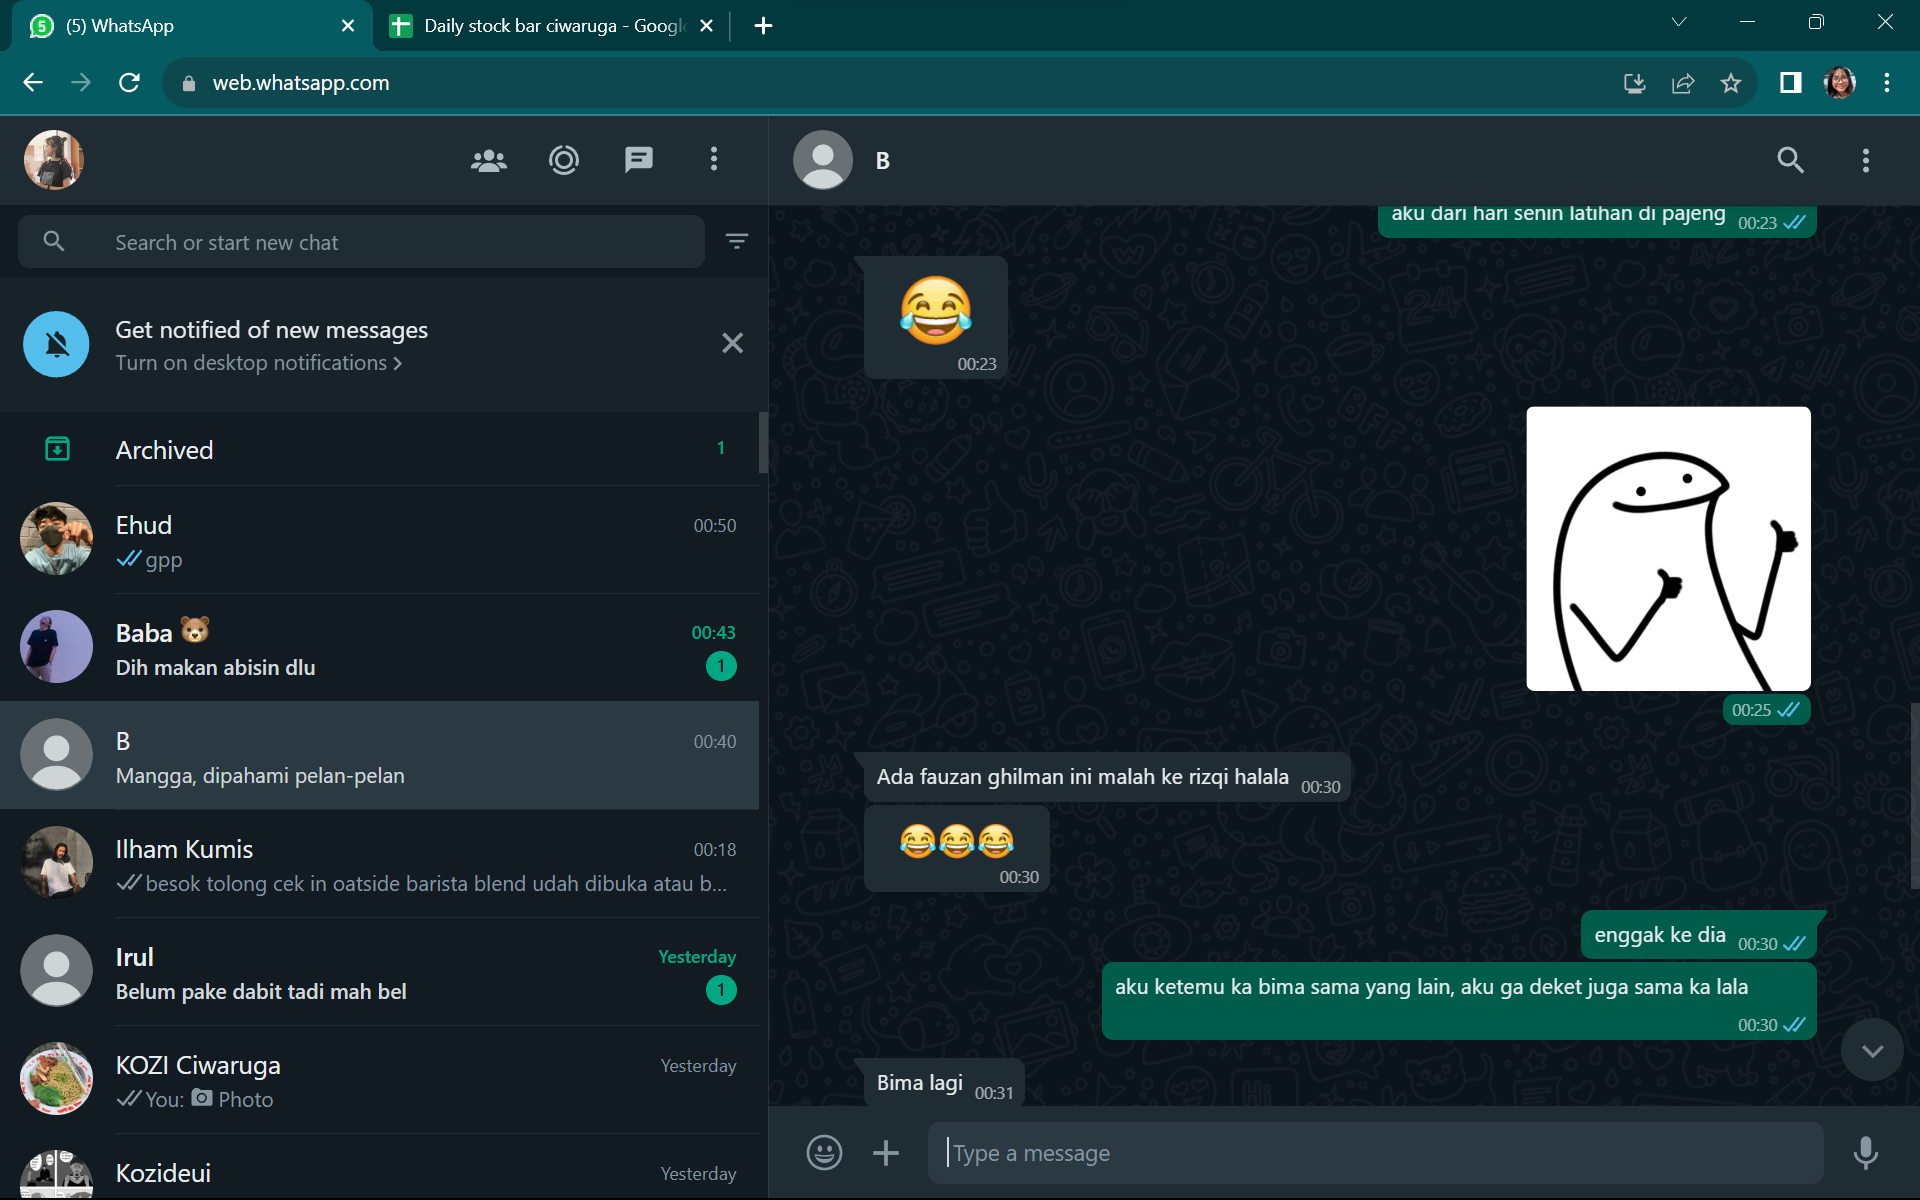 (5) WhatsApp
Daily stock bar ciwaruga - Google
web.whatsapp.com
B
Search or start new chat
Get notified of new messages
Turn on desktop notifications
Archived
1
Ehud
00:50
gpp
Baba
00:43
Dih makan abisin dlu
1
B
00:40
Mangga, dipahami pelan-pelan
Ilham Kumis
00:18
besok tolong cek in oatside barista blend udah dibuka atau b...
Irul
Yesterday
Belum pake dabit tadi mah bel
1
KOZI Ciwaruga
Yesterday
You: Photo
Kozideui
Yesterday
aku dari hari senin latihan di pajeng
00:23
00:23
00:25
Ada fauzan ghilman ini malah ke rizqi halala
00:30
00:30
enggak ke dia
00:30
aku ketemu ka bima sama yang lain, aku ga deket juga sama ka lala
00:30
Bima lagi
00:31
Type a message